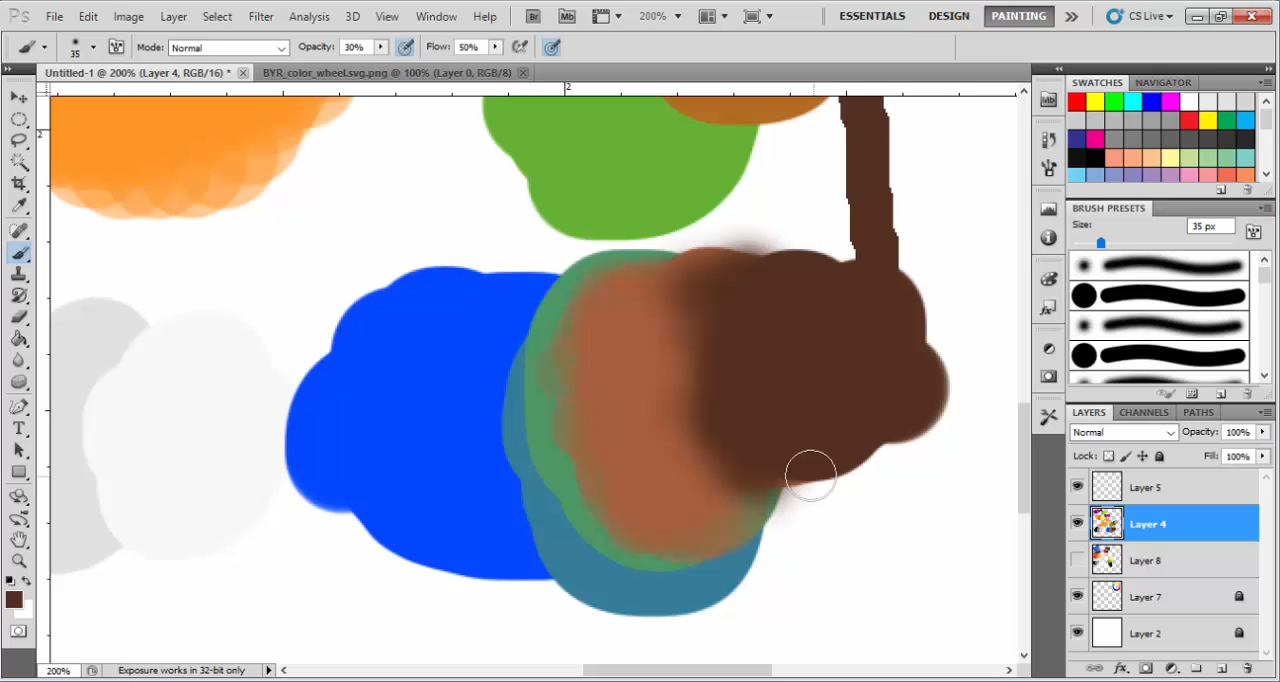 Ps File Edit Image Layer Select Filter Analysis 3D View Window Help Br Mb 200% ESSENTIALS DESIGN PAINTING CS Live
35 Mode: Normal Opacity: 30% Flow: 50%
Untitled-1 @ 200% (Layer 4, RGB/16) * BYR_color_wheel.svg.png @ 100% (Layer 0, RGB/8)
2
2
SWATCHES NAVIGATOR
Mb
BRUSH PRESETS
Size: 35 px
LAYERS CHANNELS PATHS
Normal Opacity: 100%
Lock: Fill: 100%
Layer 5
Layer 4
Layer 8
Layer 7
Layer 2
200% Exposure works in 32-bit only